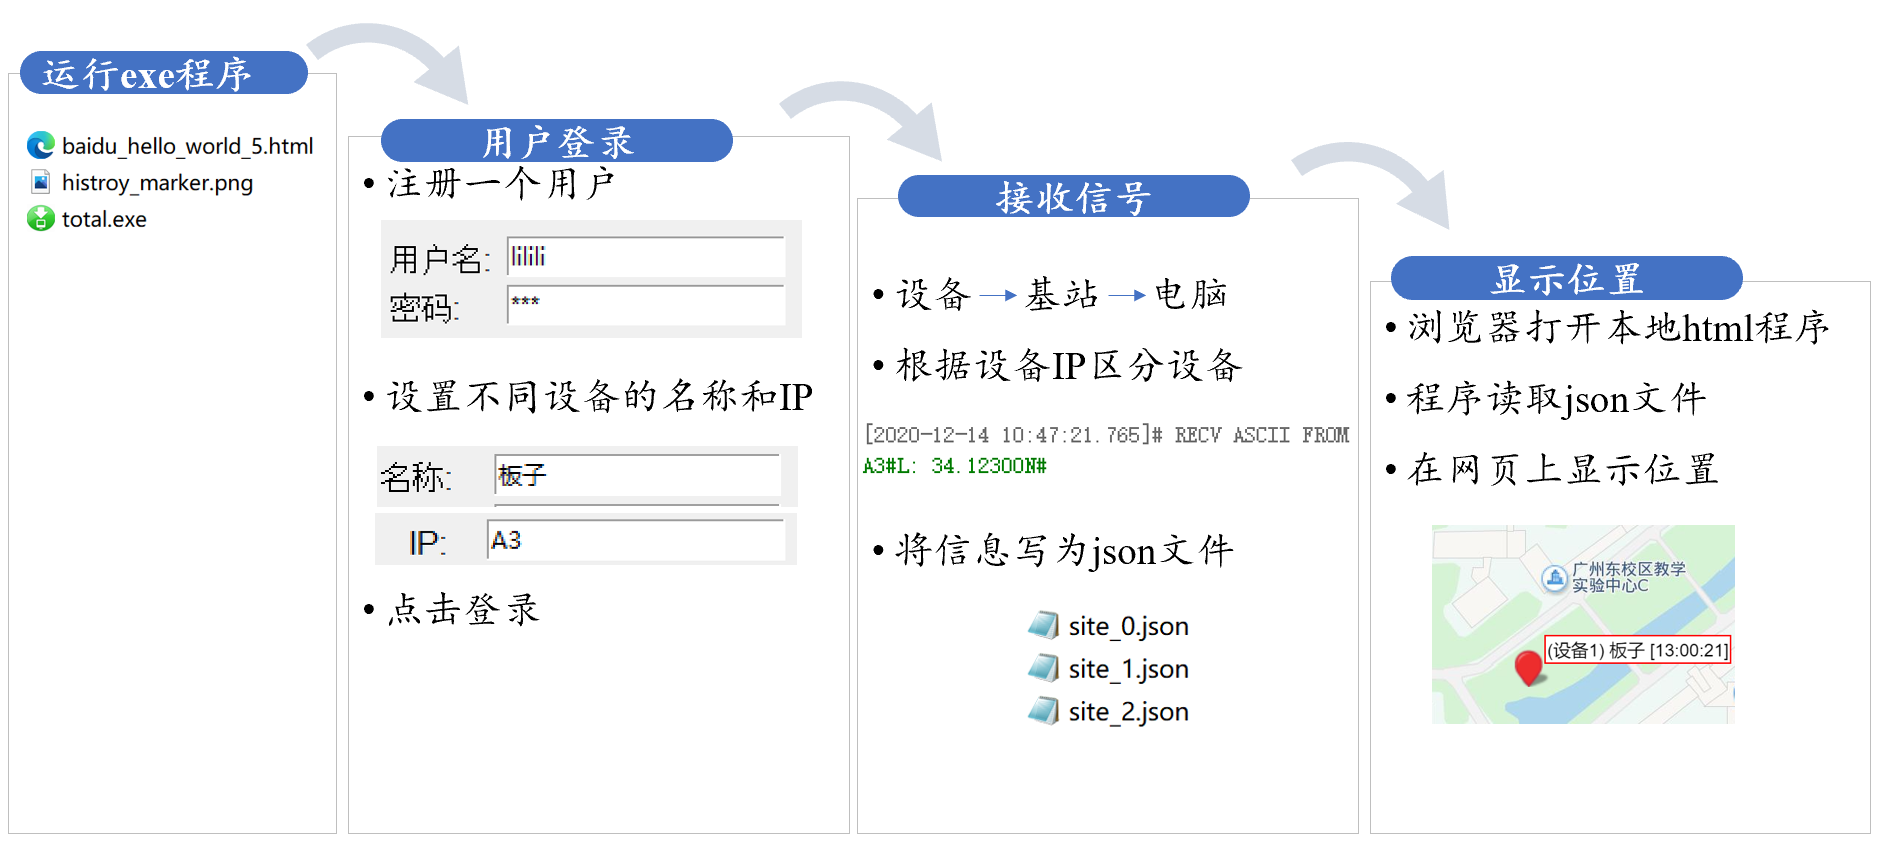 运行exe程序
baidu_hello_world_5.html
histroy_marker.png
total.exe
用户登录
• 注册一个用户
用户名: lilili
密码: ***
• 设置不同设备的名称和IP
名称: 板子
IP: A3
• 点击登录
接收信号
• 设备 → 基站 → 电脑
• 根据设备IP区分设备
[2020-12-14 10:47:21.765]# RECV ASCII FROM
A3#L: 34.12300N#
• 将信息写为json文件
site_0.json
site_1.json
site_2.json
显示位置
• 浏览器打开本地html程序
• 程序读取json文件
• 在网页上显示位置
广州东校区教学
实验中心C
(设备1) 板子 [13:00:21]